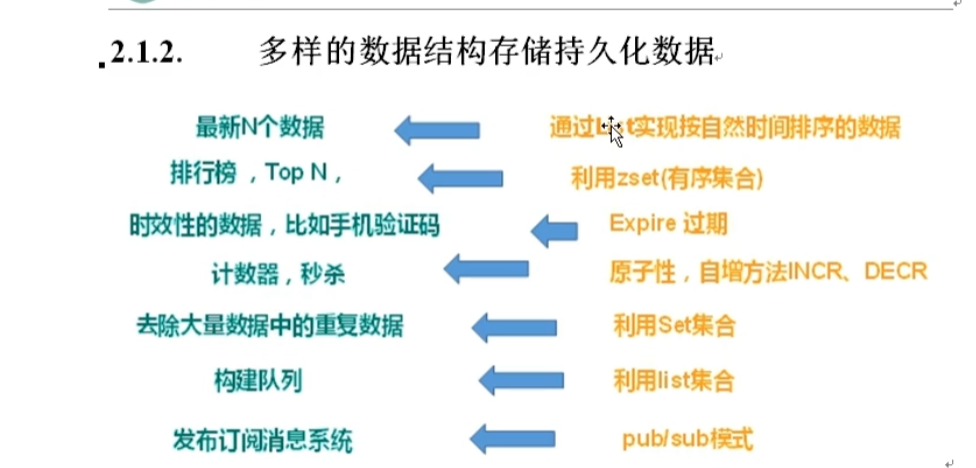 2.1.2. 多样的数据结构存储持久化数据
最新N个数据 通过List实现按自然时间排序的数据
排行榜，Top N， 利用zset(有序集合)
时效性的数据，比如手机验证码 Expire 过期
计数器，秒杀 原子性，自增方法INCR、DECR
去除大量数据中的重复数据 利用Set集合
构建队列 利用list集合
发布订阅消息系统 pub/sub模式